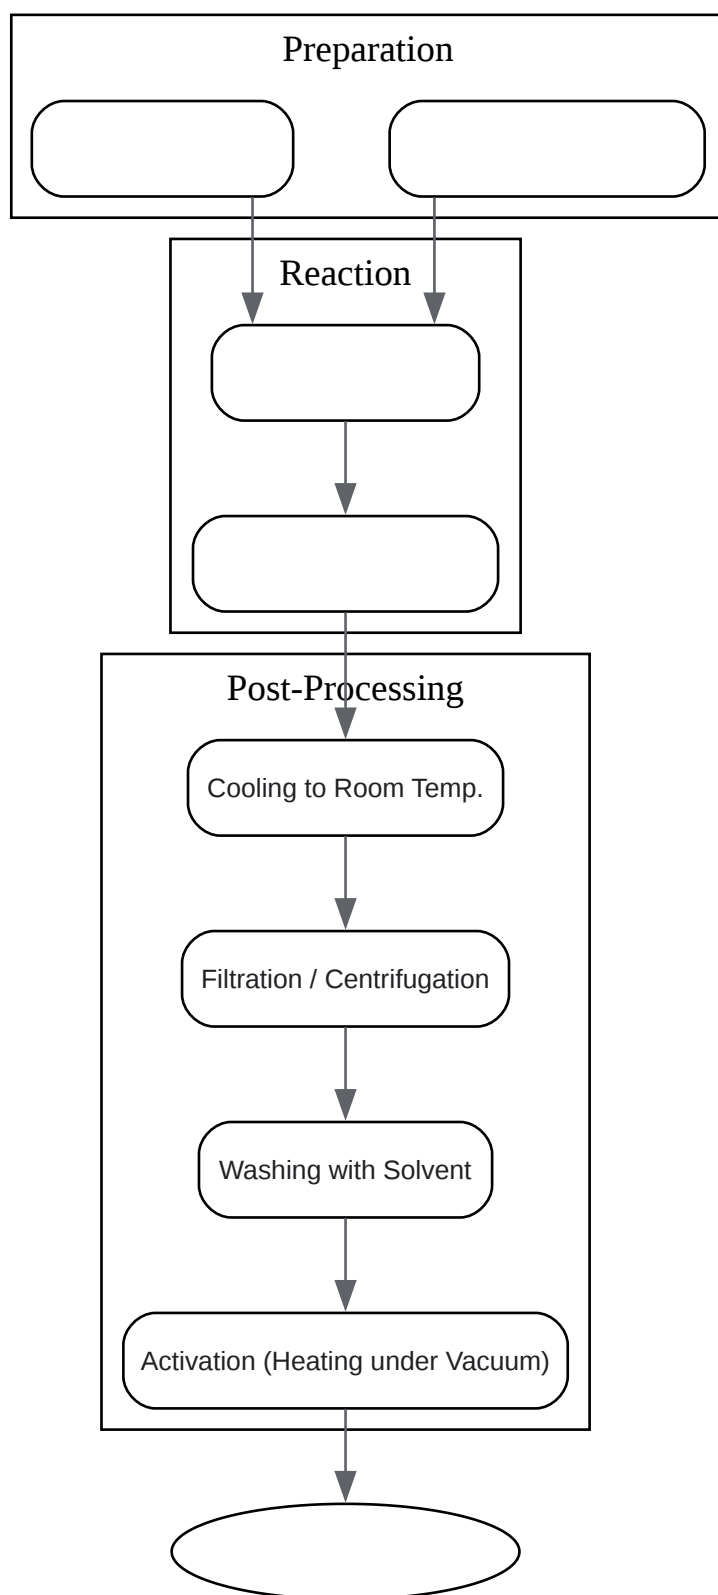 Preparation
Reaction
Post-Processing
Cooling to Room Temp.
Filtration / Centrifugation
Washing with Solvent
Activation (Heating under Vacuum)